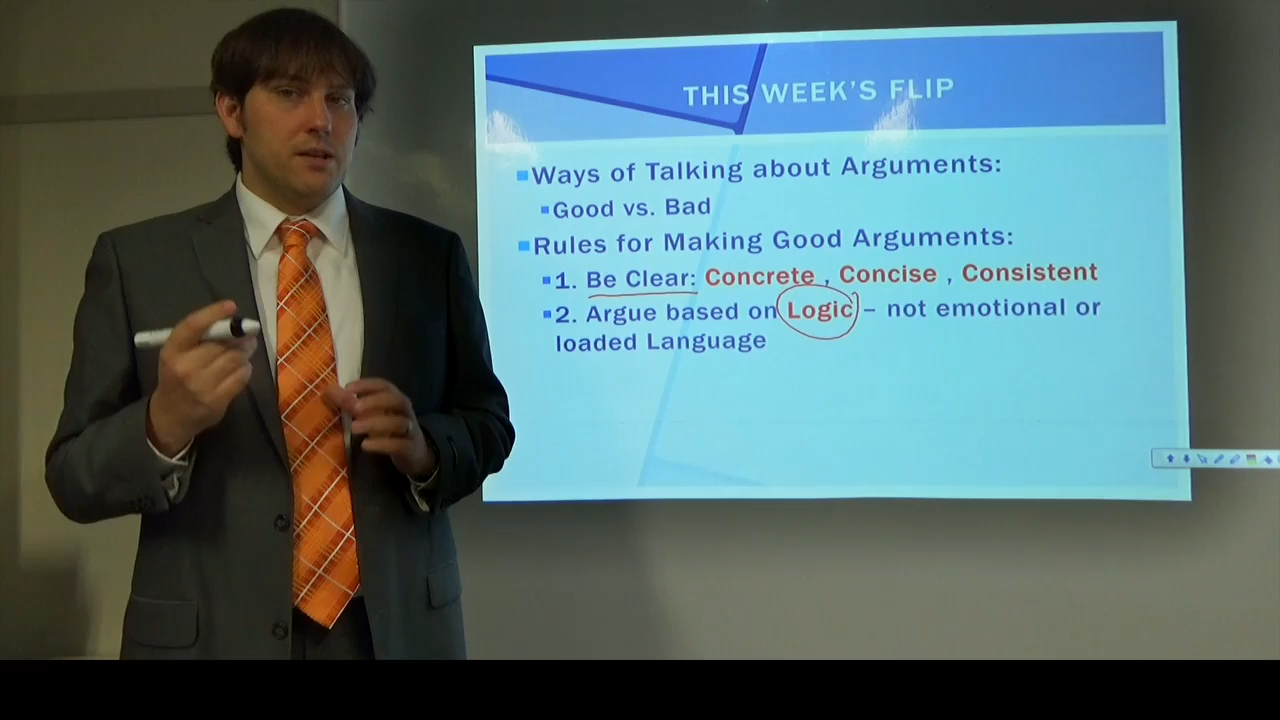 THIS WEEK'S FLIP
Ways of Talking about Arguments:
Good vs. Bad
Rules for Making Good Arguments:
1. Be Clear: Concrete , Concise , Consistent
2. Argue based on Logic – not emotional or
loaded Language